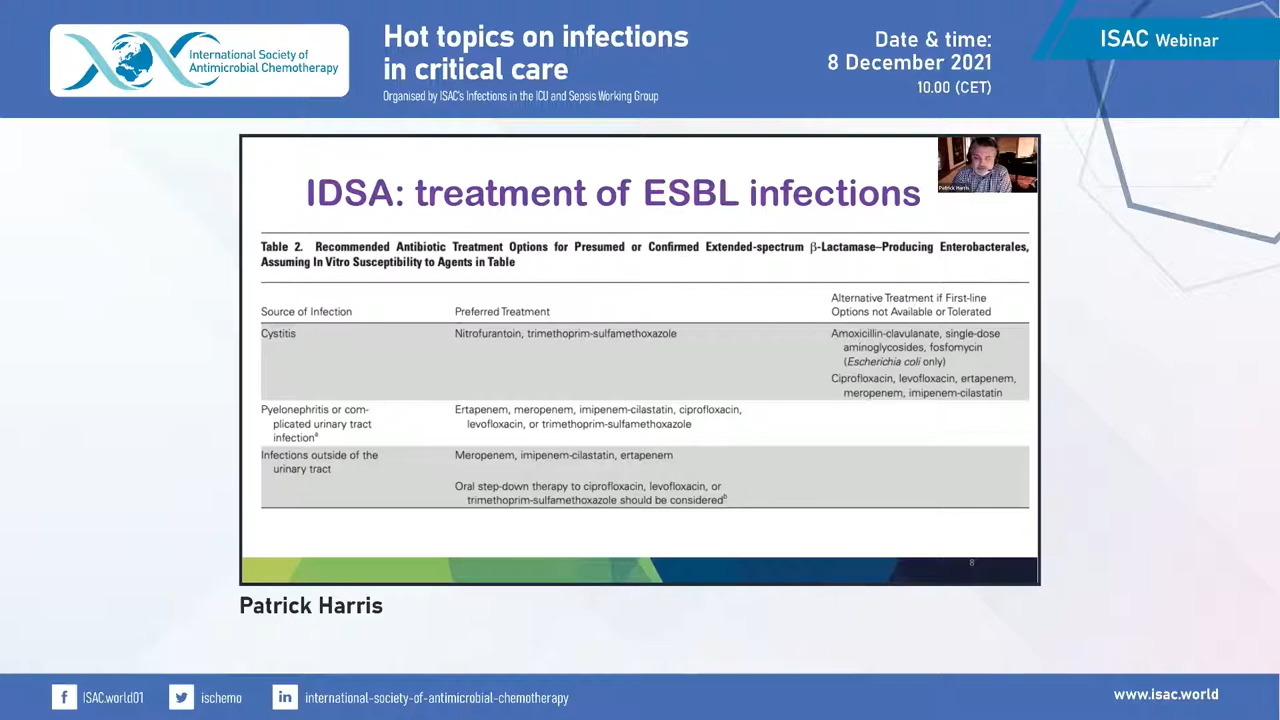 International Society of
Antimicrobial Chemotherapy
Hot topics on infections
in critical care
Organised by ISAC's Infections in the ICU and Sepsis Working Group
Date & time:
8 December 2021
10.00 (CET)
ISAC Webinar
Patrick Harris
IDSA: treatment of ESBL infections
Table 2. Recommended Antibiotic Treatment Options for Presumed or Confirmed Extended-spectrum β-Lactamase–Producing Enterobacterales,
Assuming In Vitro Susceptibility to Agents in Table
Source of Infection
Preferred Treatment
Alternative Treatment if First-line
Options not Available or Tolerated
Cystitis
Nitrofurantoin, trimethoprim-sulfamethoxazole
Amoxicillin-clavulanate, single-dose
aminoglycosides, fosfomycin
(Escherichia coli only)
Ciprofloxacin, levofloxacin, ertapenem,
meropenem, imipenem-cilastatin
Pyelonephritis or com-
plicated urinary tract
infectionᵃ
Ertapenem, meropenem, imipenem-cilastatin, ciprofloxacin,
levofloxacin, or trimethoprim-sulfamethoxazole
Infections outside of the
urinary tract
Meropenem, imipenem-cilastatin, ertapenem
Oral step-down therapy to ciprofloxacin, levofloxacin, or
trimethoprim-sulfamethoxazole should be consideredᵇ
8
Patrick Harris
f ISAC.world01
ischemo
in international-society-of-antimicrobial-chemotherapy
www.isac.world